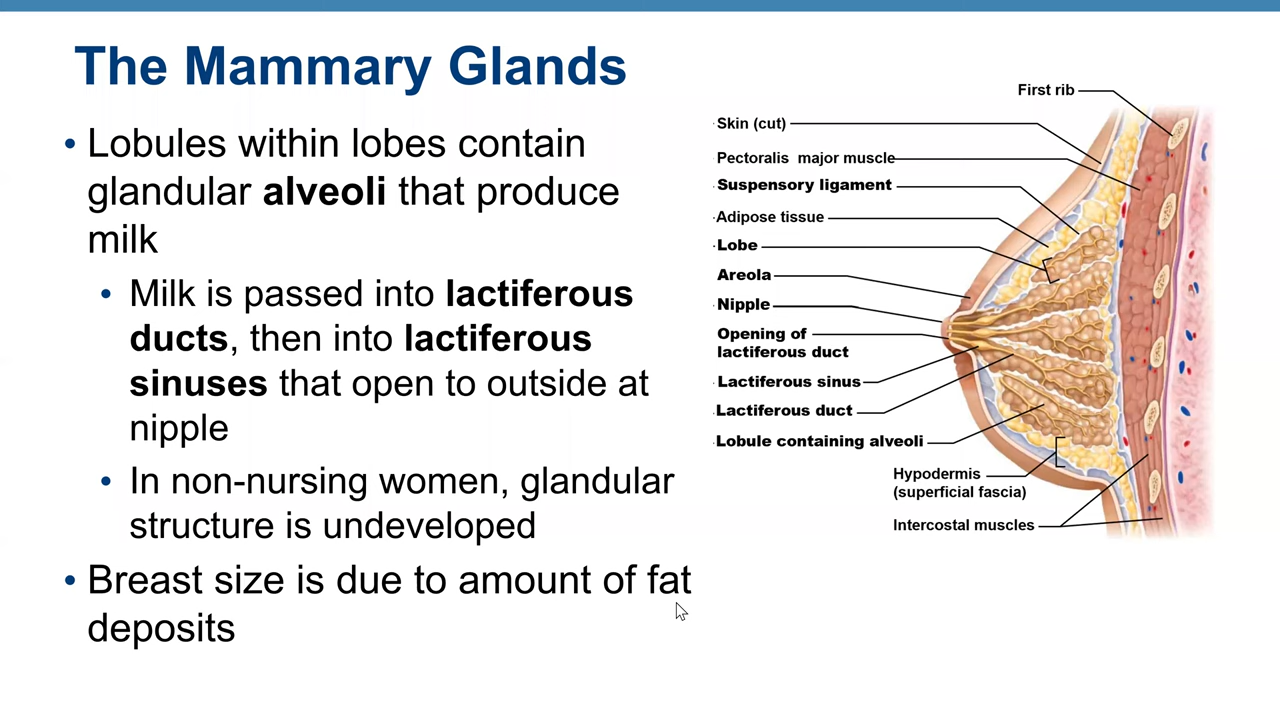 The Mammary Glands
• Lobules within lobes contain
glandular alveoli that produce
milk
• Milk is passed into lactiferous
ducts, then into lactiferous
sinuses that open to outside at
nipple
• In non-nursing women, glandular
structure is undeveloped
• Breast size is due to amount of fat
deposits
First rib
Skin (cut)
Pectoralis major muscle
Suspensory ligament
Adipose tissue
Lobe
Areola
Nipple
Opening of
lactiferous duct
Lactiferous sinus
Lactiferous duct
Lobule containing alveoli
Hypodermis
(superficial fascia)
Intercostal muscles